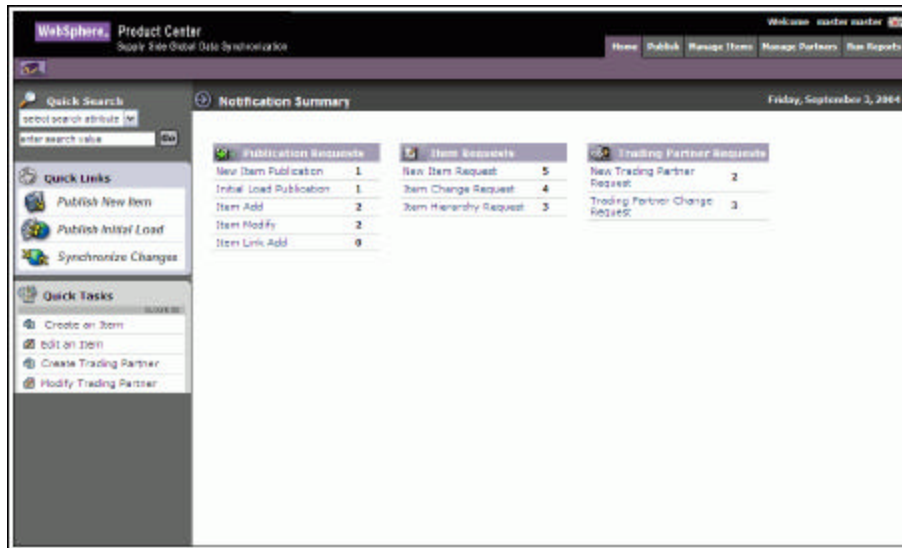 WebSphere. Product Center
Supply Side Global Data Synchronization
Welcome master master
Home Publish Manage Items Manage Partners Run Reports
Quick Search
select search attribute
enter search value Go
Quick Links
Publish New Item
Publish Initial Load
Synchronize Changes
Quick Tasks
Create an Item
Edit an Item
Create Trading Partner
Modify Trading Partner
Notification Summary
Friday, September 3, 2004
Publication Requests
New Item Publication 1
Initial Load Publication 1
Item Add 2
Item Modify 2
Item Link Add 0
Item Requests
New Item Request 5
Item Change Request 4
Item Hierarchy Request 3
Trading Partner Requests
New Trading Partner
Request 2
Trading Partner Change
Request 3